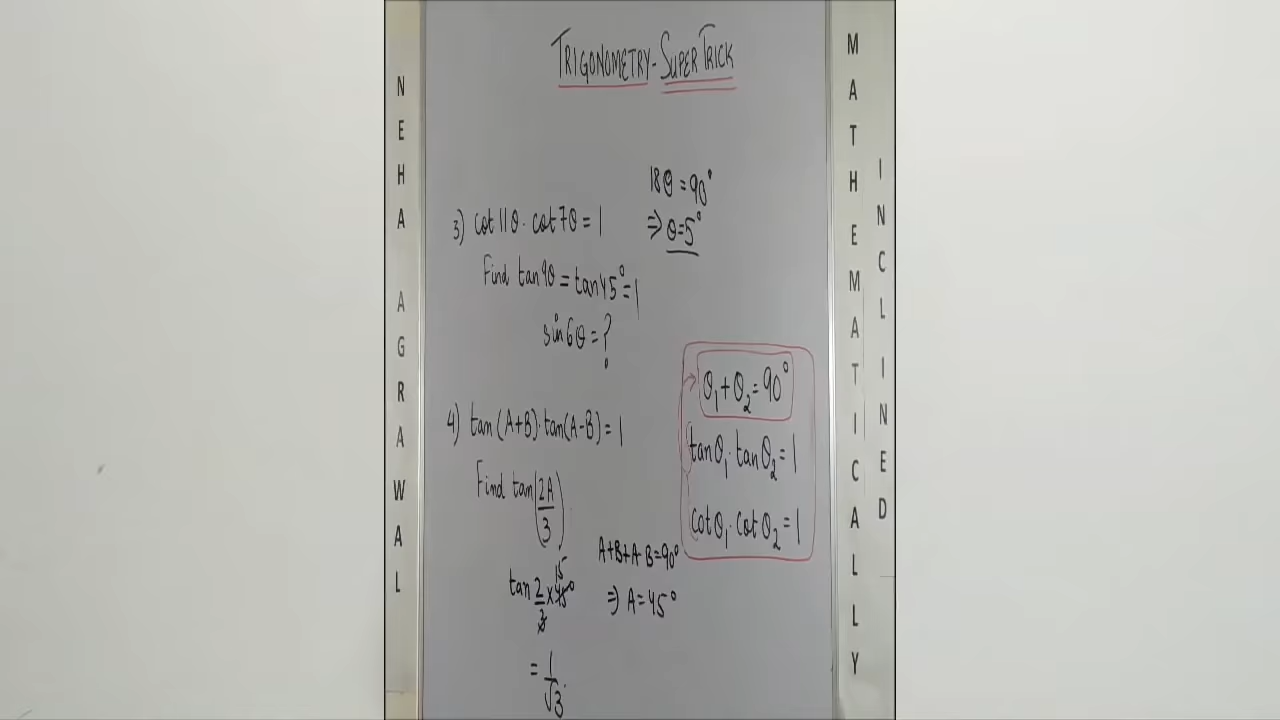 TRIGONOMETRY - SUPER TRICK
18θ = 90°
⇒ θ = 5°
3) cot 11θ · cot 7θ = 1
Find tan 9θ = tan 45° = 1
sin 6θ = ?
θ₁ + θ₂ = 90°
tan θ₁ · tan θ₂ = 1
cot θ₁ · cot θ₂ = 1
4) tan (A+B) · tan (A-B) = 1
Find tan (2A/3)
A+B+A-B = 90°
⇒ A = 45°
tan 2/3 × 45° 15
= 1/√3.
NEHA AGRAWAL
MATHEMATICALLY
INCLINED